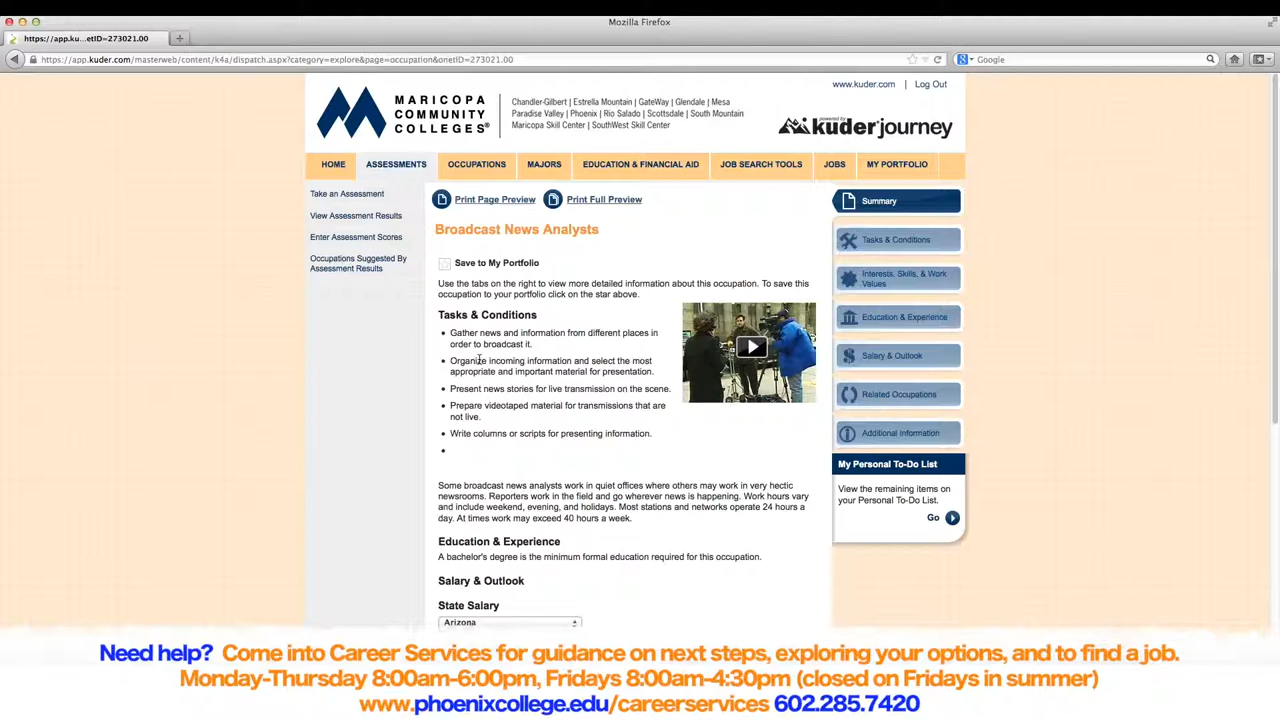 Mozilla Firefox
https://app.ku...etID=273021.00
https://app.kuder.com/masterweb/content/k4a/dispatch.aspx?category=explore&page=occupation&onetID=273021.00
Google
www.kuder.com | Log Out
MARICOPA
COMMUNITY
COLLEGES®
Chandler-Gilbert | Estrella Mountain | GateWay | Glendale | Mesa
Paradise Valley | Phoenix | Rio Salado | Scottsdale | South Mountain
Maricopa Skill Center | SouthWest Skill Center
powered by
kuder journey
HOME ASSESSMENTS OCCUPATIONS MAJORS EDUCATION & FINANCIAL AID JOB SEARCH TOOLS JOBS MY PORTFOLIO
Take an Assessment
View Assessment Results
Enter Assessment Scores
Occupations Suggested By
Assessment Results
Print Page Preview Print Full Preview
Broadcast News Analysts
Save to My Portfolio
Use the tabs on the right to view more detailed information about this occupation. To save this
occupation to your portfolio click on the star above.
Tasks & Conditions
• Gather news and information from different places in
order to broadcast it.
• Organize incoming information and select the most
appropriate and important material for presentation.
• Present news stories for live transmission on the scene.
• Prepare videotaped material for transmissions that are
not live.
• Write columns or scripts for presenting information.
•
Some broadcast news analysts work in quiet offices where others may work in very hectic
newsrooms. Reporters work in the field and go wherever news is happening. Work hours vary
and include weekend, evening, and holidays. Most stations and networks operate 24 hours a
day. At times work may exceed 40 hours a week.
Education & Experience
A bachelor's degree is the minimum formal education required for this occupation.
Salary & Outlook
State Salary
Arizona
Summary
Tasks & Conditions
Interests, Skills, & Work
Values
Education & Experience
Salary & Outlook
Related Occupations
Additional Information
My Personal To-Do List
View the remaining items on
your Personal To-Do List.
Go
Need help? Come into Career Services for guidance on next steps, exploring your options, and to find a job.
Monday-Thursday 8:00am-6:00pm, Fridays 8:00am-4:30pm (closed on Fridays in summer)
www.phoenixcollege.edu/careerservices 602.285.7420